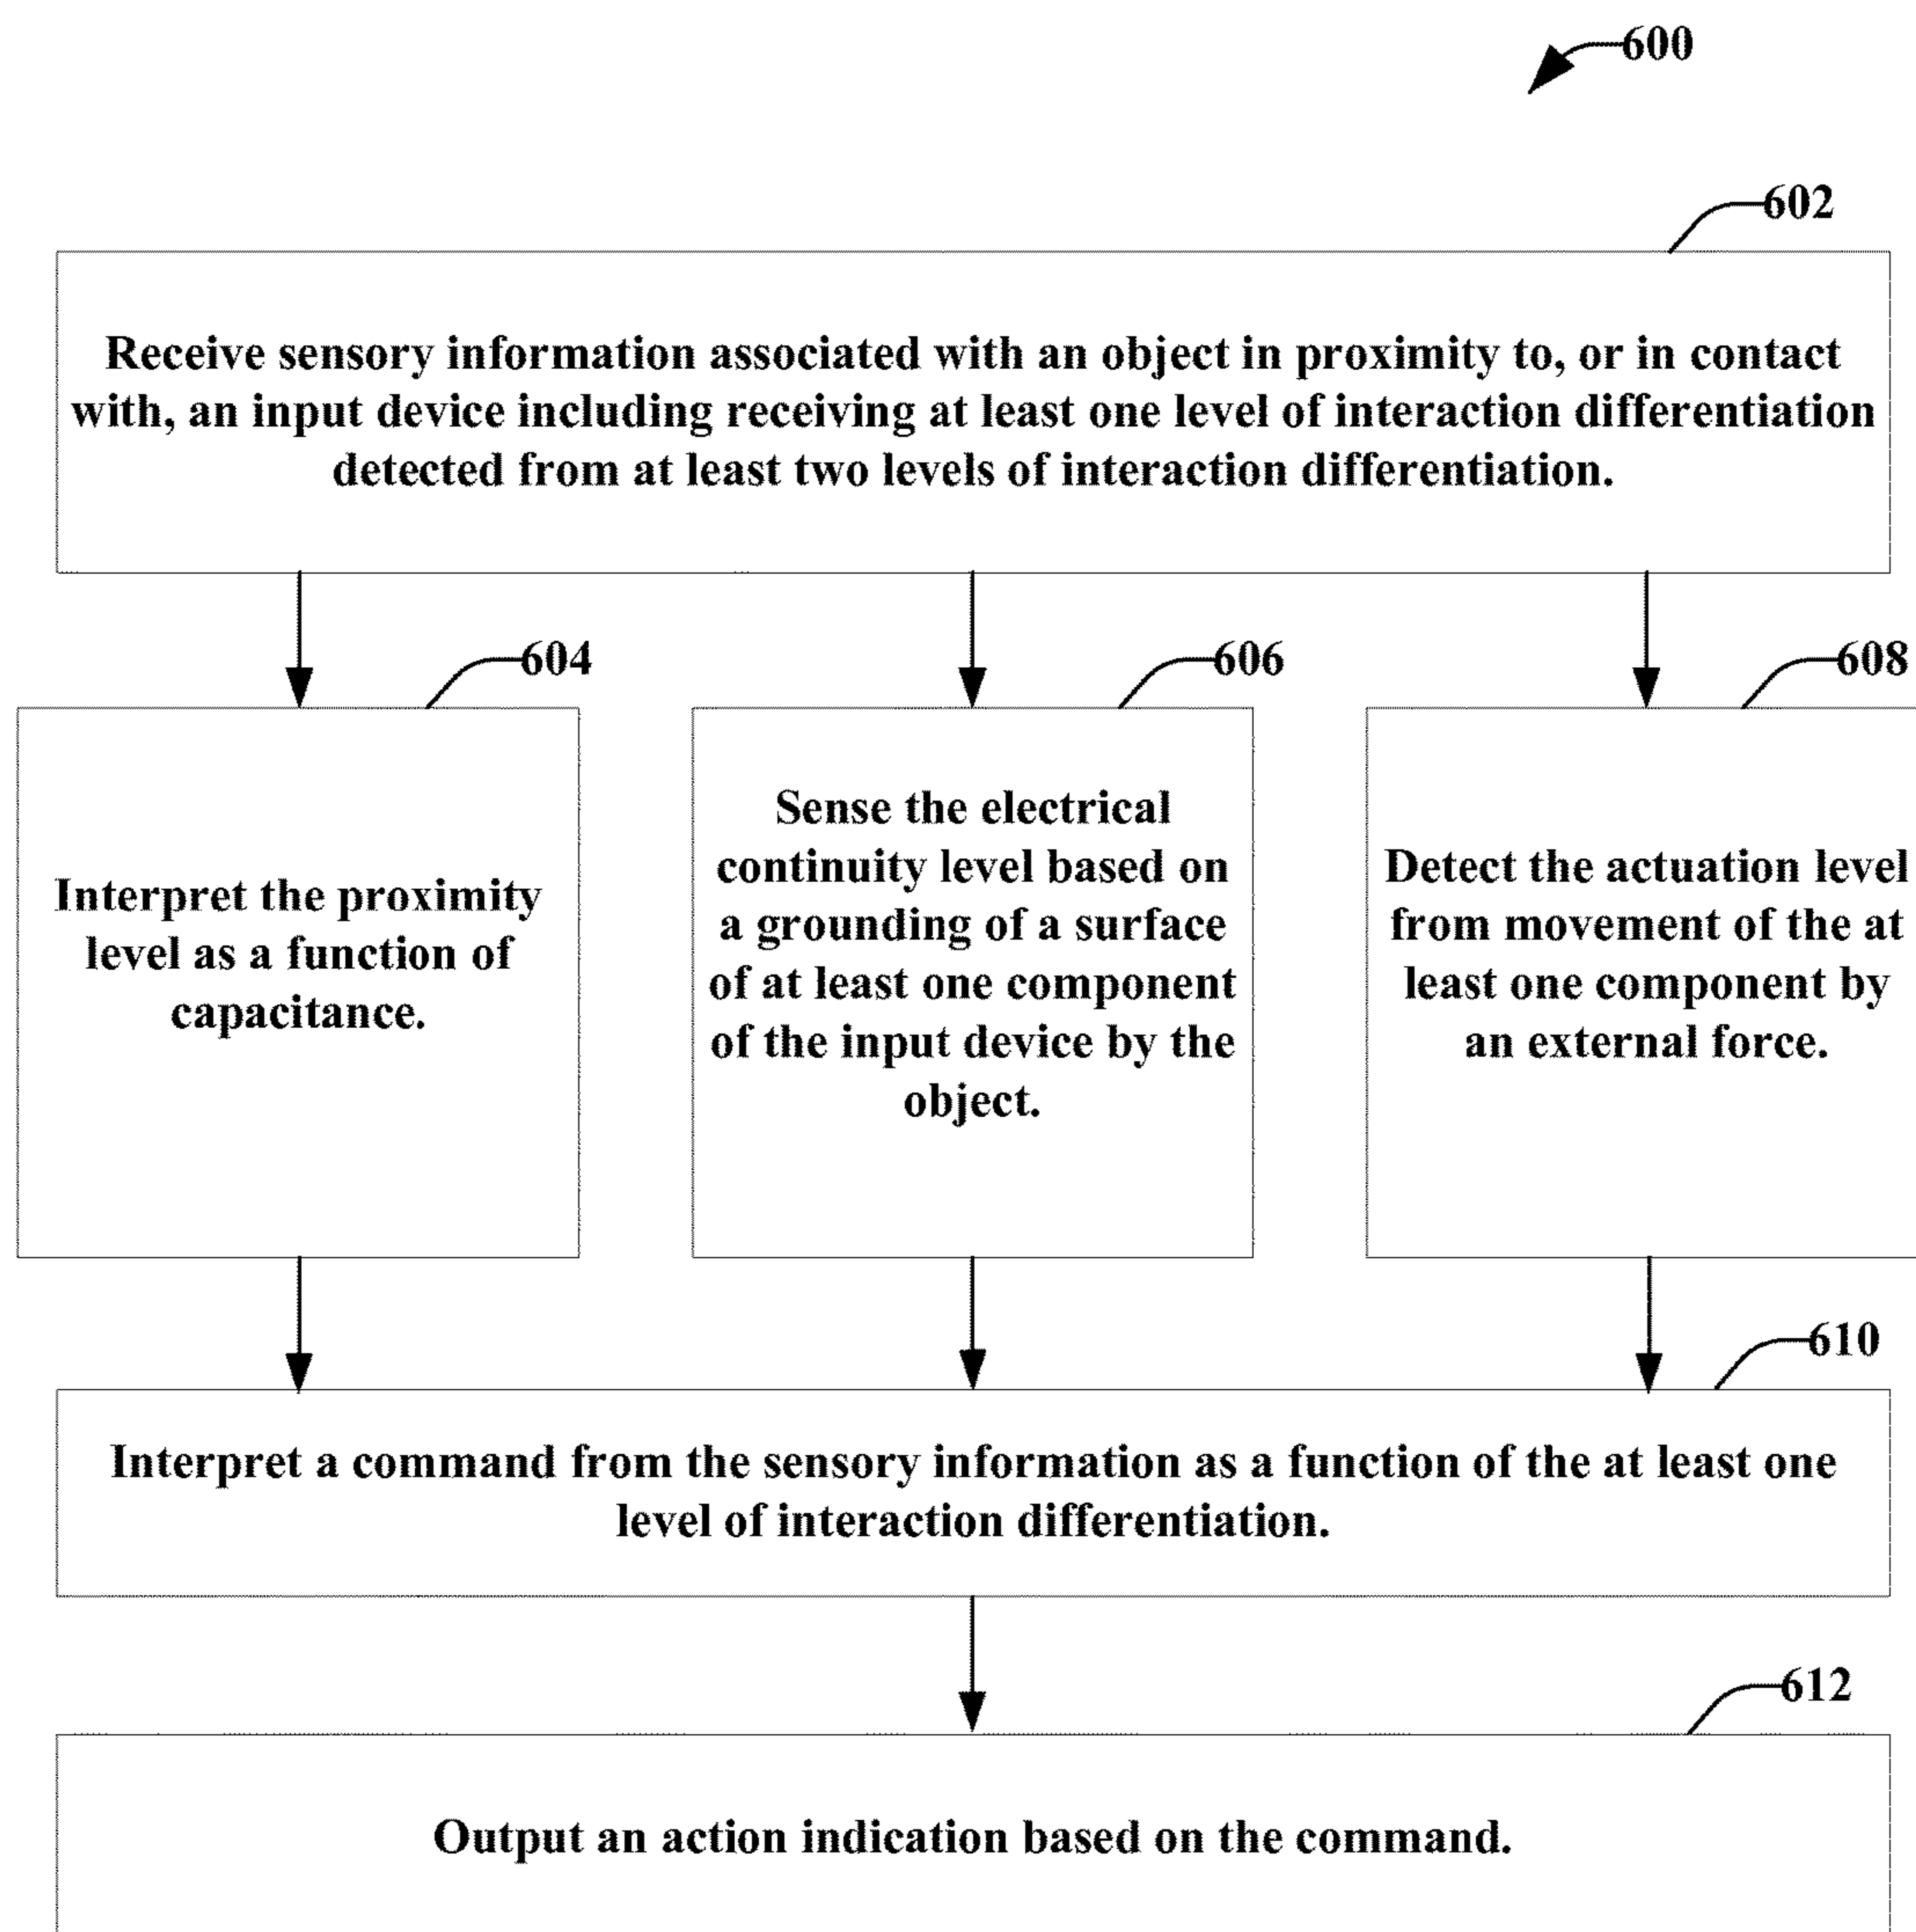 600
602
Receive sensory information associated with an object in proximity to, or in contact
with, an input device including receiving at least one level of interaction differentiation
detected from at least two levels of interaction differentiation.
604
606
608
Interpret the proximity
level as a function of
capacitance.
Sense the electrical
continuity level based on
a grounding of a surface
of at least one component
of the input device by the
object.
Detect the actuation level
from movement of the at
least one component by
an external force.
610
Interpret a command from the sensory information as a function of the at least one
level of interaction differentiation.
612
Output an action indication based on the command.